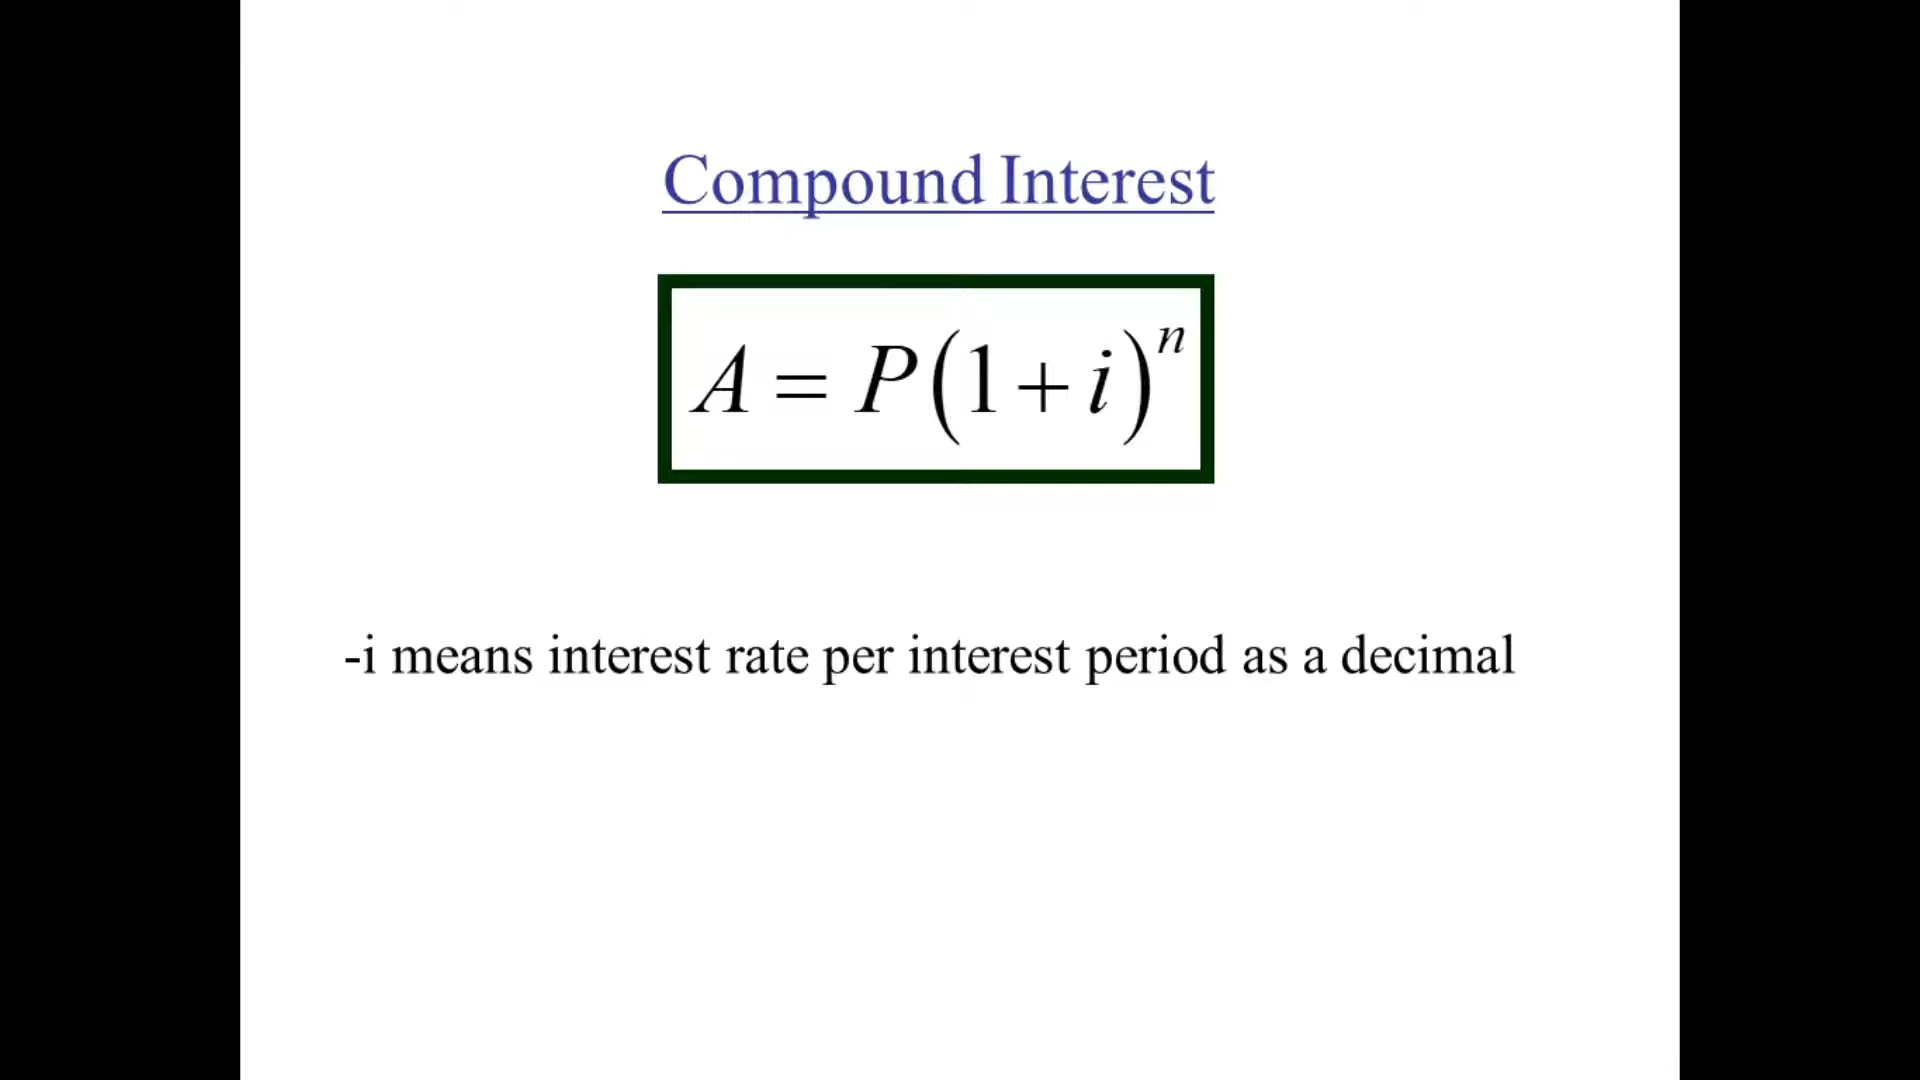 Compound Interest
A = P(1 + i)^n
-i means interest rate per interest period as a decimal